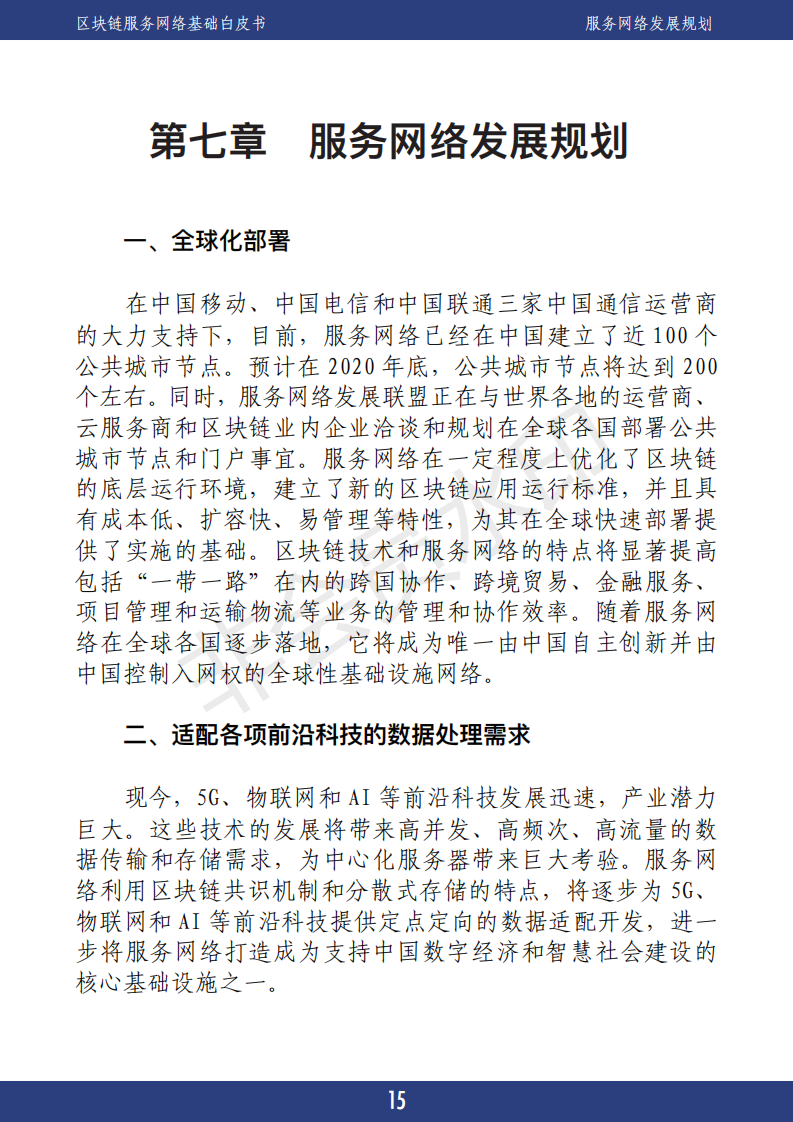 区块链服务网络基础白皮书
服务网络发展规划
第七章 服务网络发展规划
一、全球化部署
在中国移动、中国电信和中国联通三家中国通信运营商
的大力支持下，目前，服务网络已经在中国建立了近 100 个
公共城市节点。预计在 2020 年底，公共城市节点将达到 200
个左右。同时，服务网络发展联盟正在与世界各地的运营商、
云服务商和区块链业内企业洽谈和规划在全球各国部署公共
城市节点和门户事宜。服务网络在一定程度上优化了区块链
的底层运行环境，建立了新的区块链应用运行标准，并且具
有成本低、扩容快、易管理等特性，为其在全球快速部署提
供了实施的基础。区块链技术和服务网络的特点将显著提高
包括“一带一路”在内的跨国协作、跨境贸易、金融服务、
项目管理和运输物流等业务的管理和协作效率。随着服务网
络在全球各国逐步落地，它将成为唯一由中国自主创新并由
中国控制入网权的全球性基础设施网络。
二、适配各项前沿科技的数据处理需求
现今，5G、物联网和 AI 等前沿科技发展迅速，产业潜力
巨大。这些技术的发展将带来高并发、高频次、高流量的数
据传输和存储需求，为中心化服务器带来巨大考验。服务网
络利用区块链共识机制和分散式存储的特点，将逐步为 5G、
物联网和 AI 等前沿科技提供定点定向的数据适配开发，进一
步将服务网络打造成为支持中国数字经济和智慧社会建设的
核心基础设施之一。
非会员水印
15